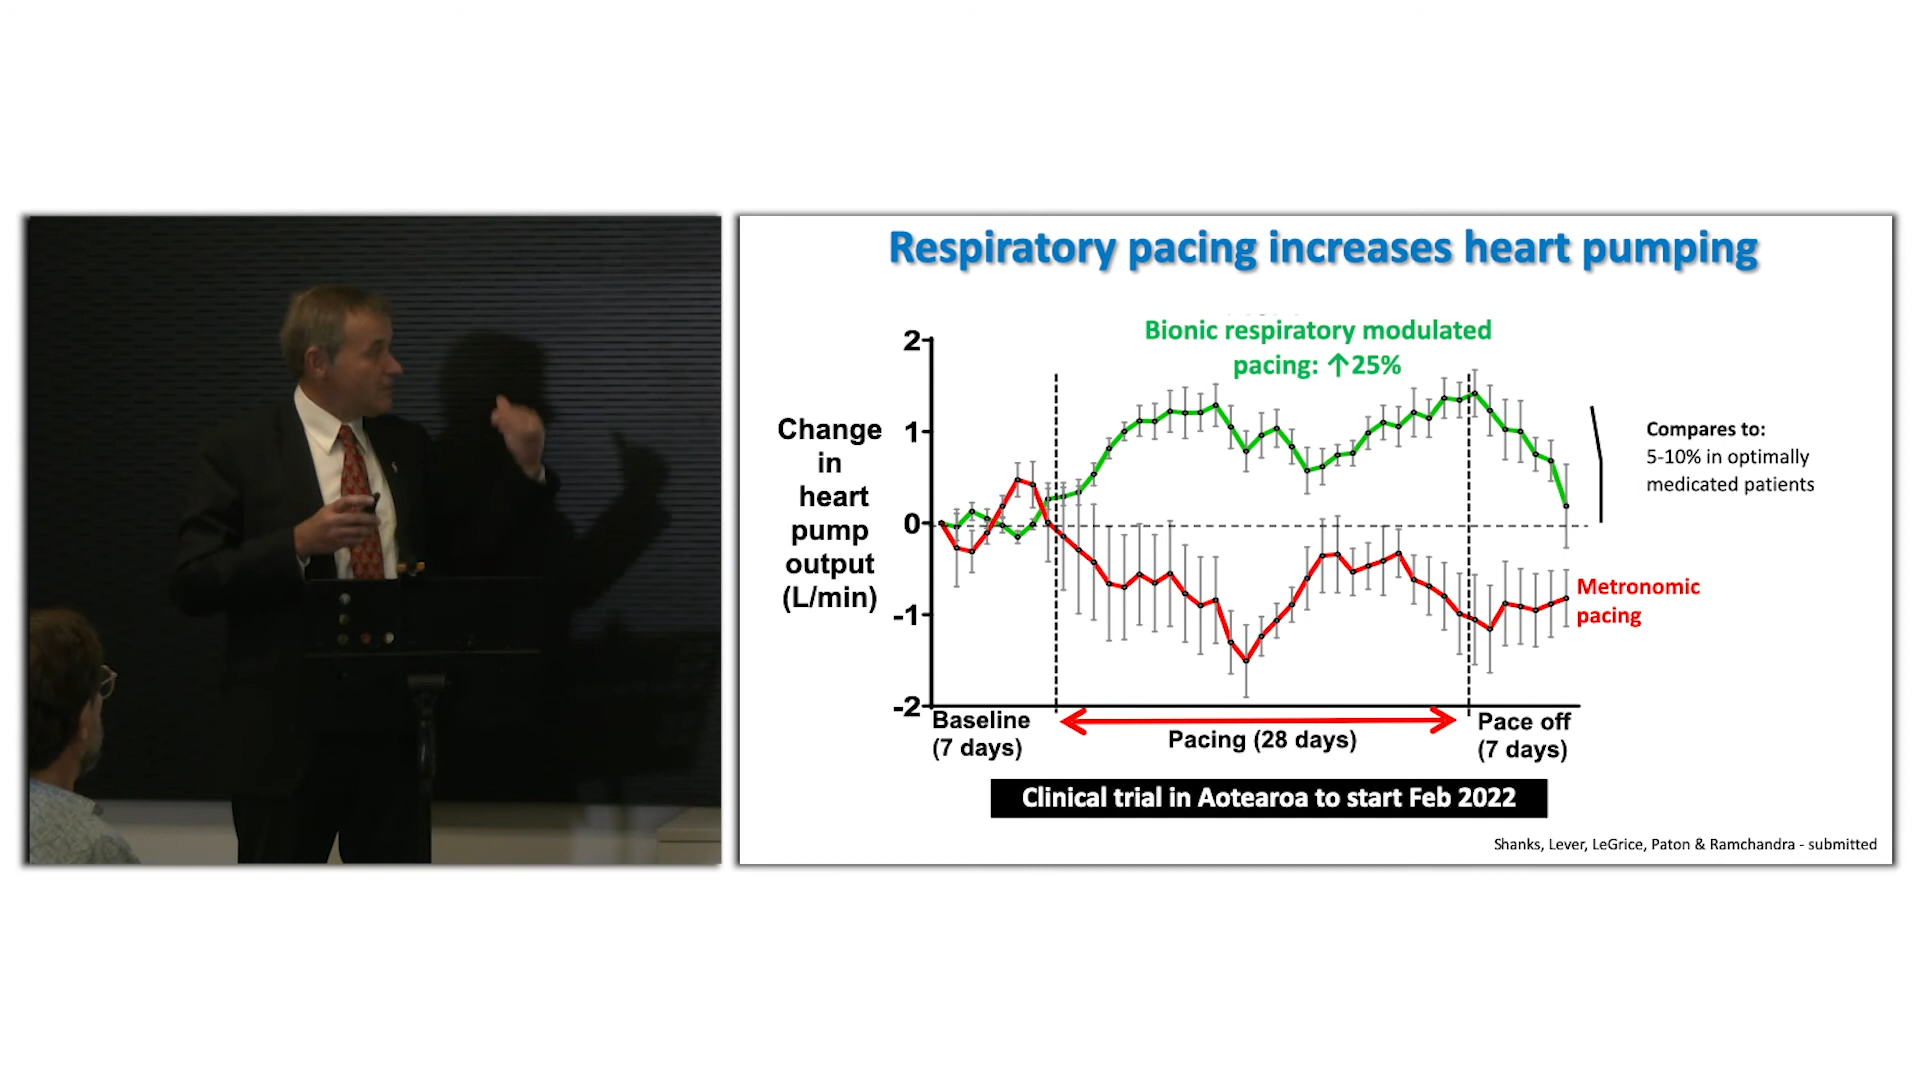 Respiratory pacing increases heart pumping
Bionic respiratory modulated
pacing: ↑25%
2
1
0
-1
-2
Change
in
heart
pump
output
(L/min)
Compares to:
5-10% in optimally
medicated patients
Metronomic
pacing
Baseline
(7 days)
Pacing (28 days)
Pace off
(7 days)
Clinical trial in Aotearoa to start Feb 2022
Shanks, Lever, LeGrice, Paton & Ramchandra - submitted